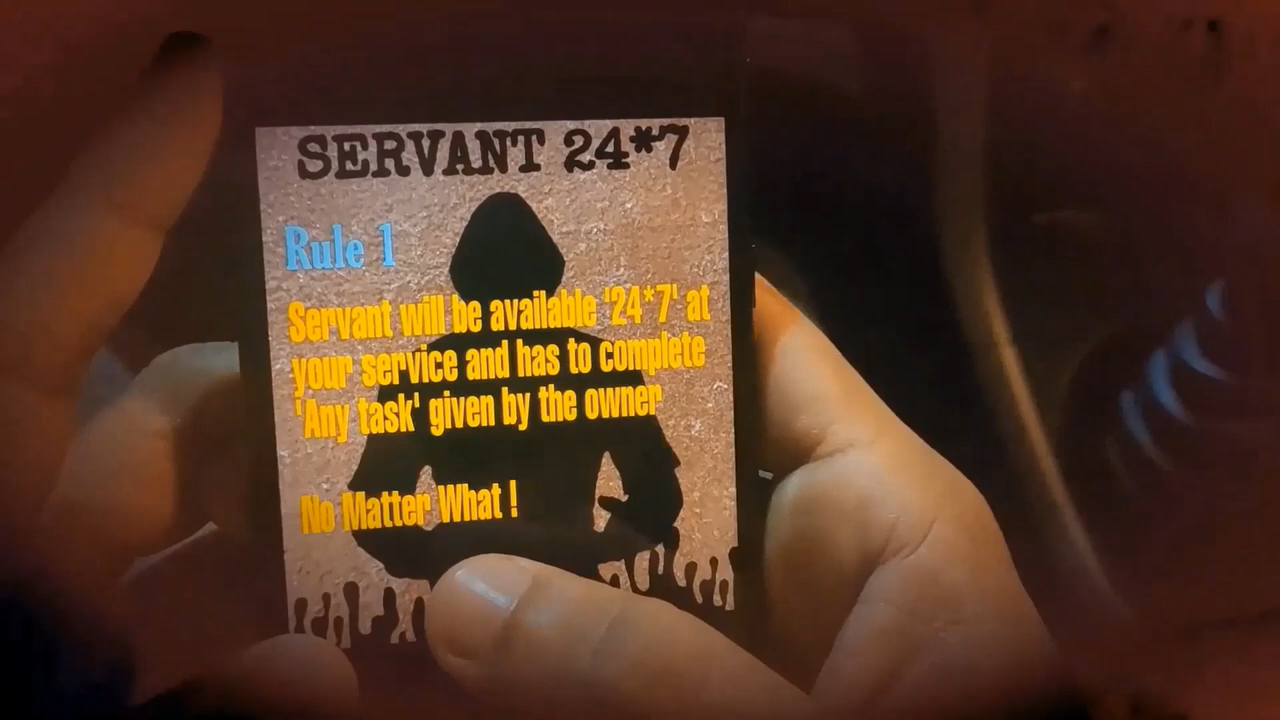 SERVANT 24*7
Rule 1
Servant will be available '24*7' at
your service and has to complete
'Any task' given by the owner
No Matter What !